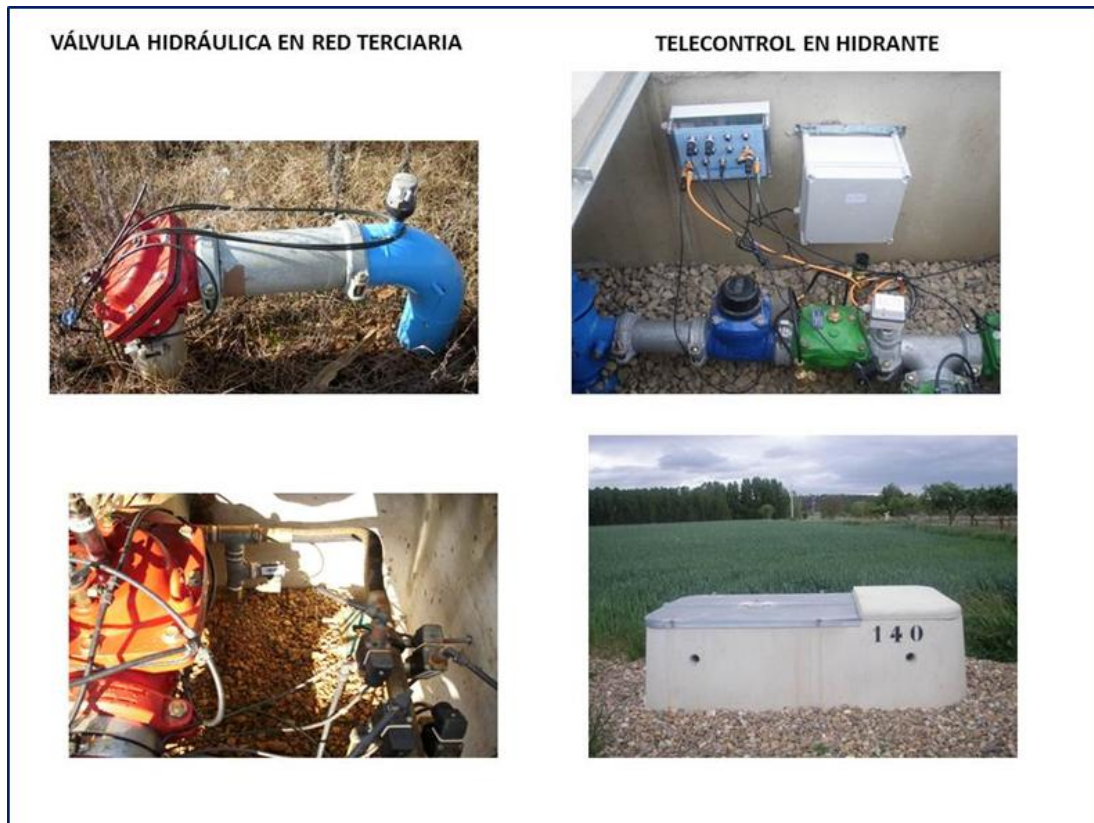 VÁLVULA HIDRÁULICA EN RED TERCIARIA
TELECONTROL EN HIDRANTE
140